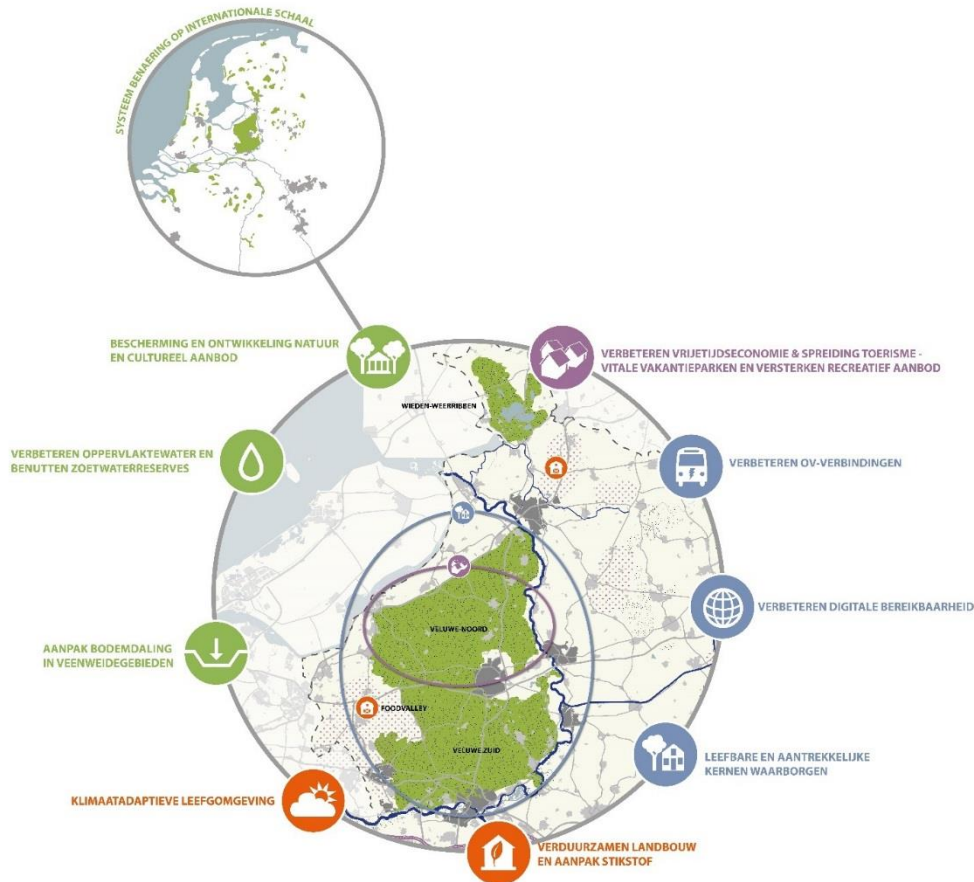 SYSTEEM BENAERING OP INTERNATIONALE SCHAAL
BESCHERMING EN ONTWIKKELING NATUUR
EN CULTUREEL AANBOD
VERBETEREN VRIJETIJDSECONOMIE & SPREIDING TOERISME -
VITALE VAKANTIEPARKEN EN VERSTERKEN RECREATIEF AANBOD
WIEDEN-WEERRIBBEN
VERBETEREN OPPERVLAKTEWATER EN
BENUTTEN ZOETWATERRESERVES
VERBETEREN OV-VERBINDINGEN
VERBETEREN DIGITALE BEREIKBAARHEID
VELUWE-NOORD
AANPAK BODEMDALING
IN VEENWEIDEGEBIEDEN
FOODVALLEY
VELUWE-ZUID
LEEFBARE EN AANTREKKELIJKE
KERNEN WAARBORGEN
KLIMAATADAPTIEVE LEEFGOMGEVING
VERDUURZAMEN LANDBOUW
EN AANPAK STIKSTOF